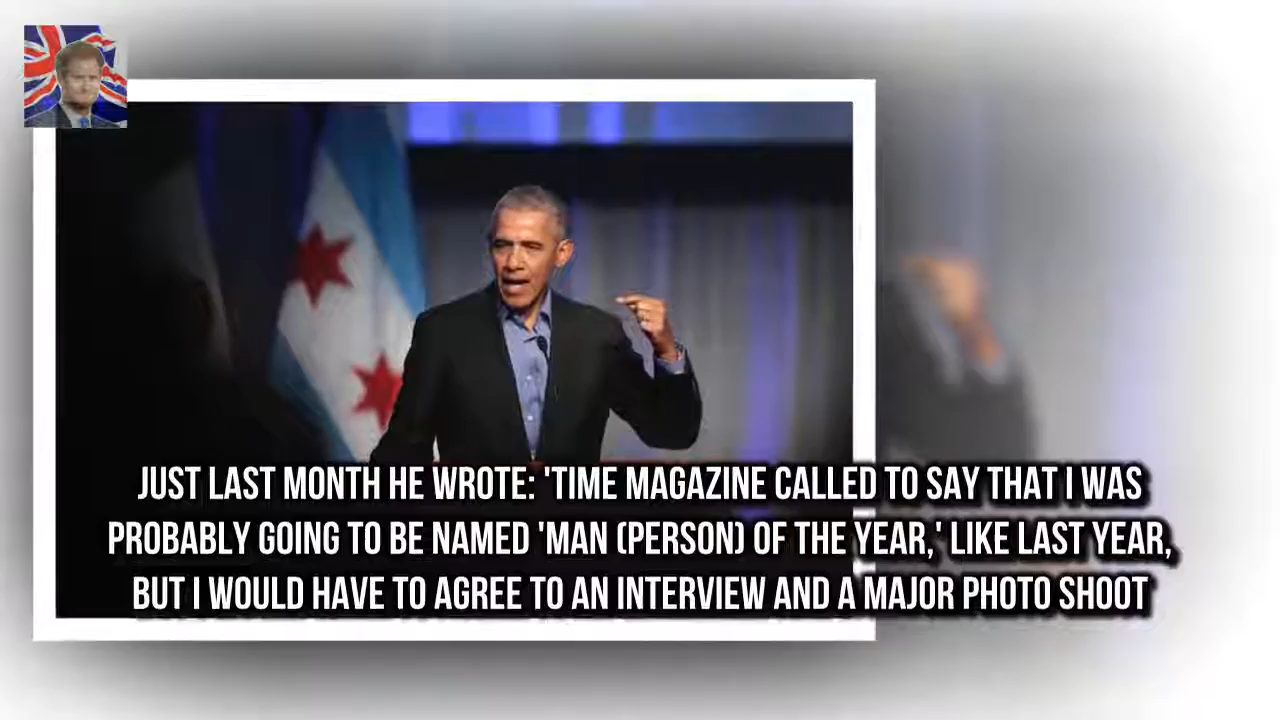 JUST LAST MONTH HE WROTE: 'TIME MAGAZINE CALLED TO SAY THAT I WAS
PROBABLY GOING TO BE NAMED 'MAN (PERSON) OF THE YEAR,' LIKE LAST YEAR,
BUT I WOULD HAVE TO AGREE TO AN INTERVIEW AND A MAJOR PHOTO SHOOT